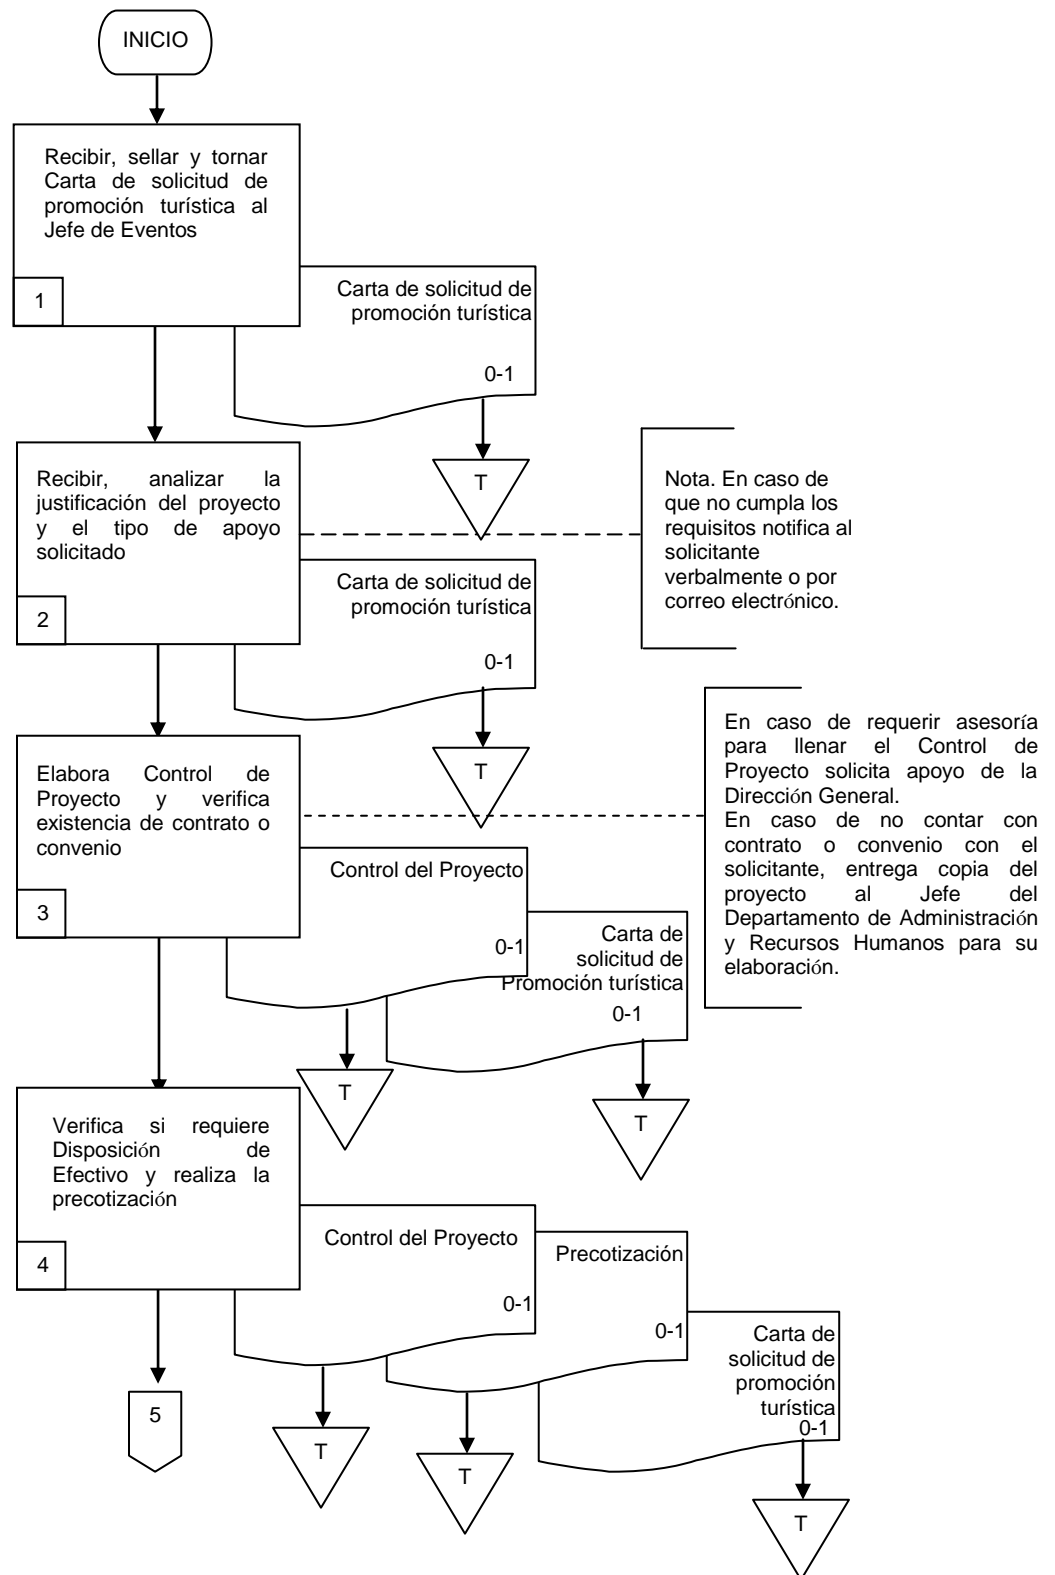 INICIO
Recibir, sellar y tornar
Carta de solicitud de
promoción turística al
Jefe de Eventos
1
Carta de solicitud de
promoción turística
0-1
T
Recibir, analizar la
justificación del proyecto
y el tipo de apoyo
solicitado
2
Nota. En caso de
que no cumpla los
requisitos notifica al
solicitante
verbalmente o por
correo electrónico.
Carta de solicitud de
promoción turística
0-1
T
Elabora Control de
Proyecto y verifica
existencia de contrato o
convenio
3
En caso de requerir asesoría
para llenar el Control de
Proyecto solicita apoyo de la
Dirección General.
En caso de no contar con
contrato o convenio con el
solicitante, entrega copia del
proyecto al Jefe del
Departamento de Administración
y Recursos Humanos para su
elaboración.
Control del Proyecto
0-1
Carta de
solicitud de
Promoción turística
0-1
T
T
Verifica si requiere
Disposición de
Efectivo y realiza la
precotización
4
Control del Proyecto
0-1
Precotización
0-1
Carta de
solicitud de
promoción
turística
0-1
5
T
T
T